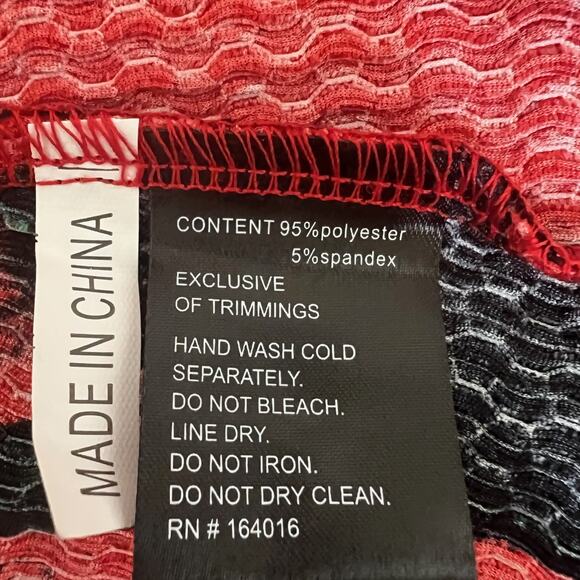 MADE IN CHINA
CONTENT 95%polyester
5%spandex
EXCLUSIVE
OF TRIMMINGS
HAND WASH COLD
SEPARATELY.
DO NOT BLEACH.
LINE DRY.
DO NOT IRON.
DO NOT DRY CLEAN.
RN # 164016